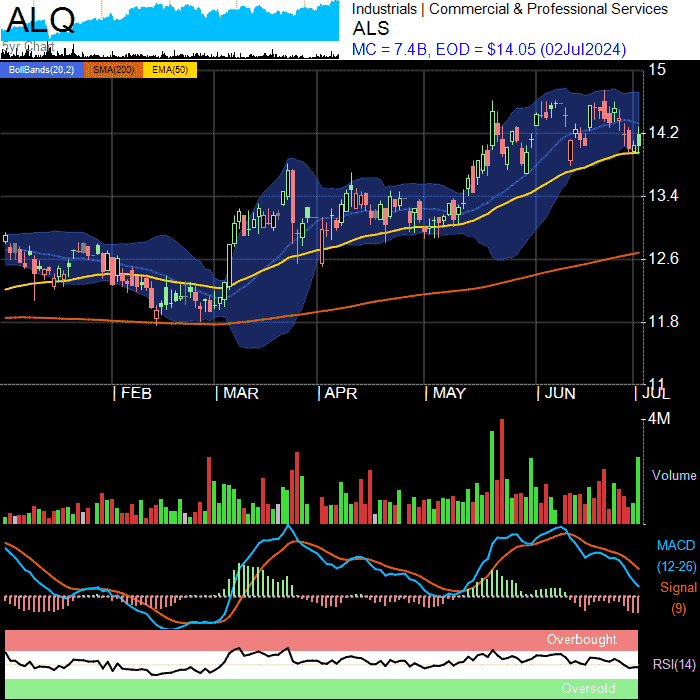 ALQ
5yr Chart
Industrials | Commercial & Professional Services
ALS
MC = 7.4B, EOD = $14.05 (02Jul2024)
BollBands(20,2) SMA(200) EMA(50)
15
14.2
13.4
12.6
11.8
11
FEB MAR APR MAY JUN JUL
4M
Volume
MACD
(12-26)
Signal
(9)
Overbought
RSI(14)
Oversold